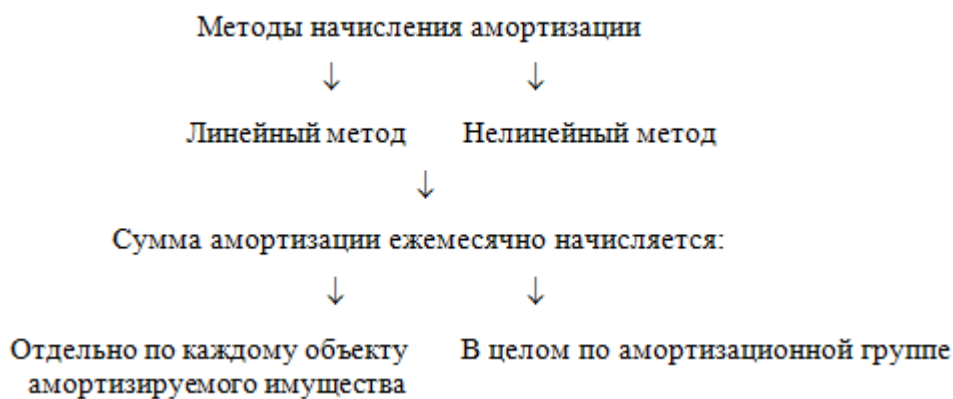 Методы начисления амортизации
↓ ↓
Линейный метод Нелинейный метод
↓
Сумма амортизации ежемесячно начисляется:
↓ ↓
Отдельно по каждому объекту В целом по амортизационной группе
амортизируемого имущества